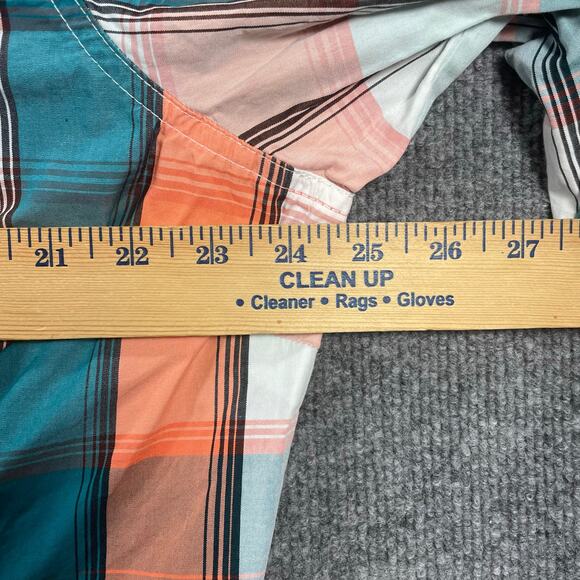 21 22 23 24 25 26 27
CLEAN UP
• Cleaner • Rags • Gloves